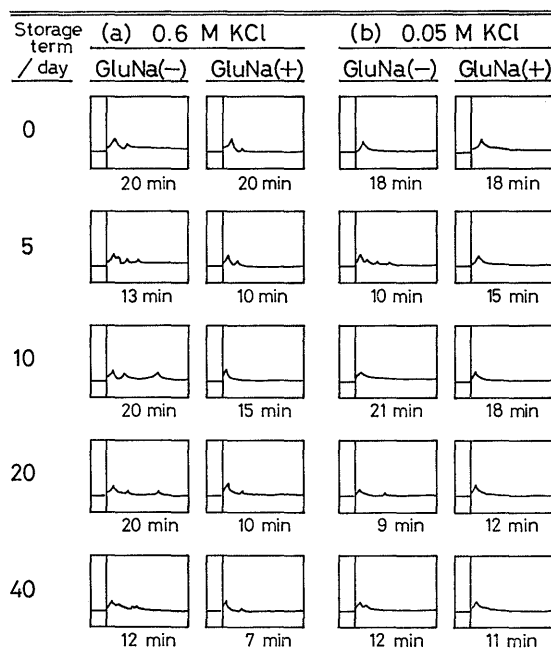 Storage term / day (a) 0.6 M KCl (b) 0.05 M KCl
GluNa(−) GluNa(+) GluNa(−) GluNa(+)
0
20 min 20 min 18 min 18 min
5
13 min 10 min 10 min 15 min
10
20 min 15 min 21 min 18 min
20
20 min 10 min 9 min 12 min
40
12 min 7 min 12 min 11 min